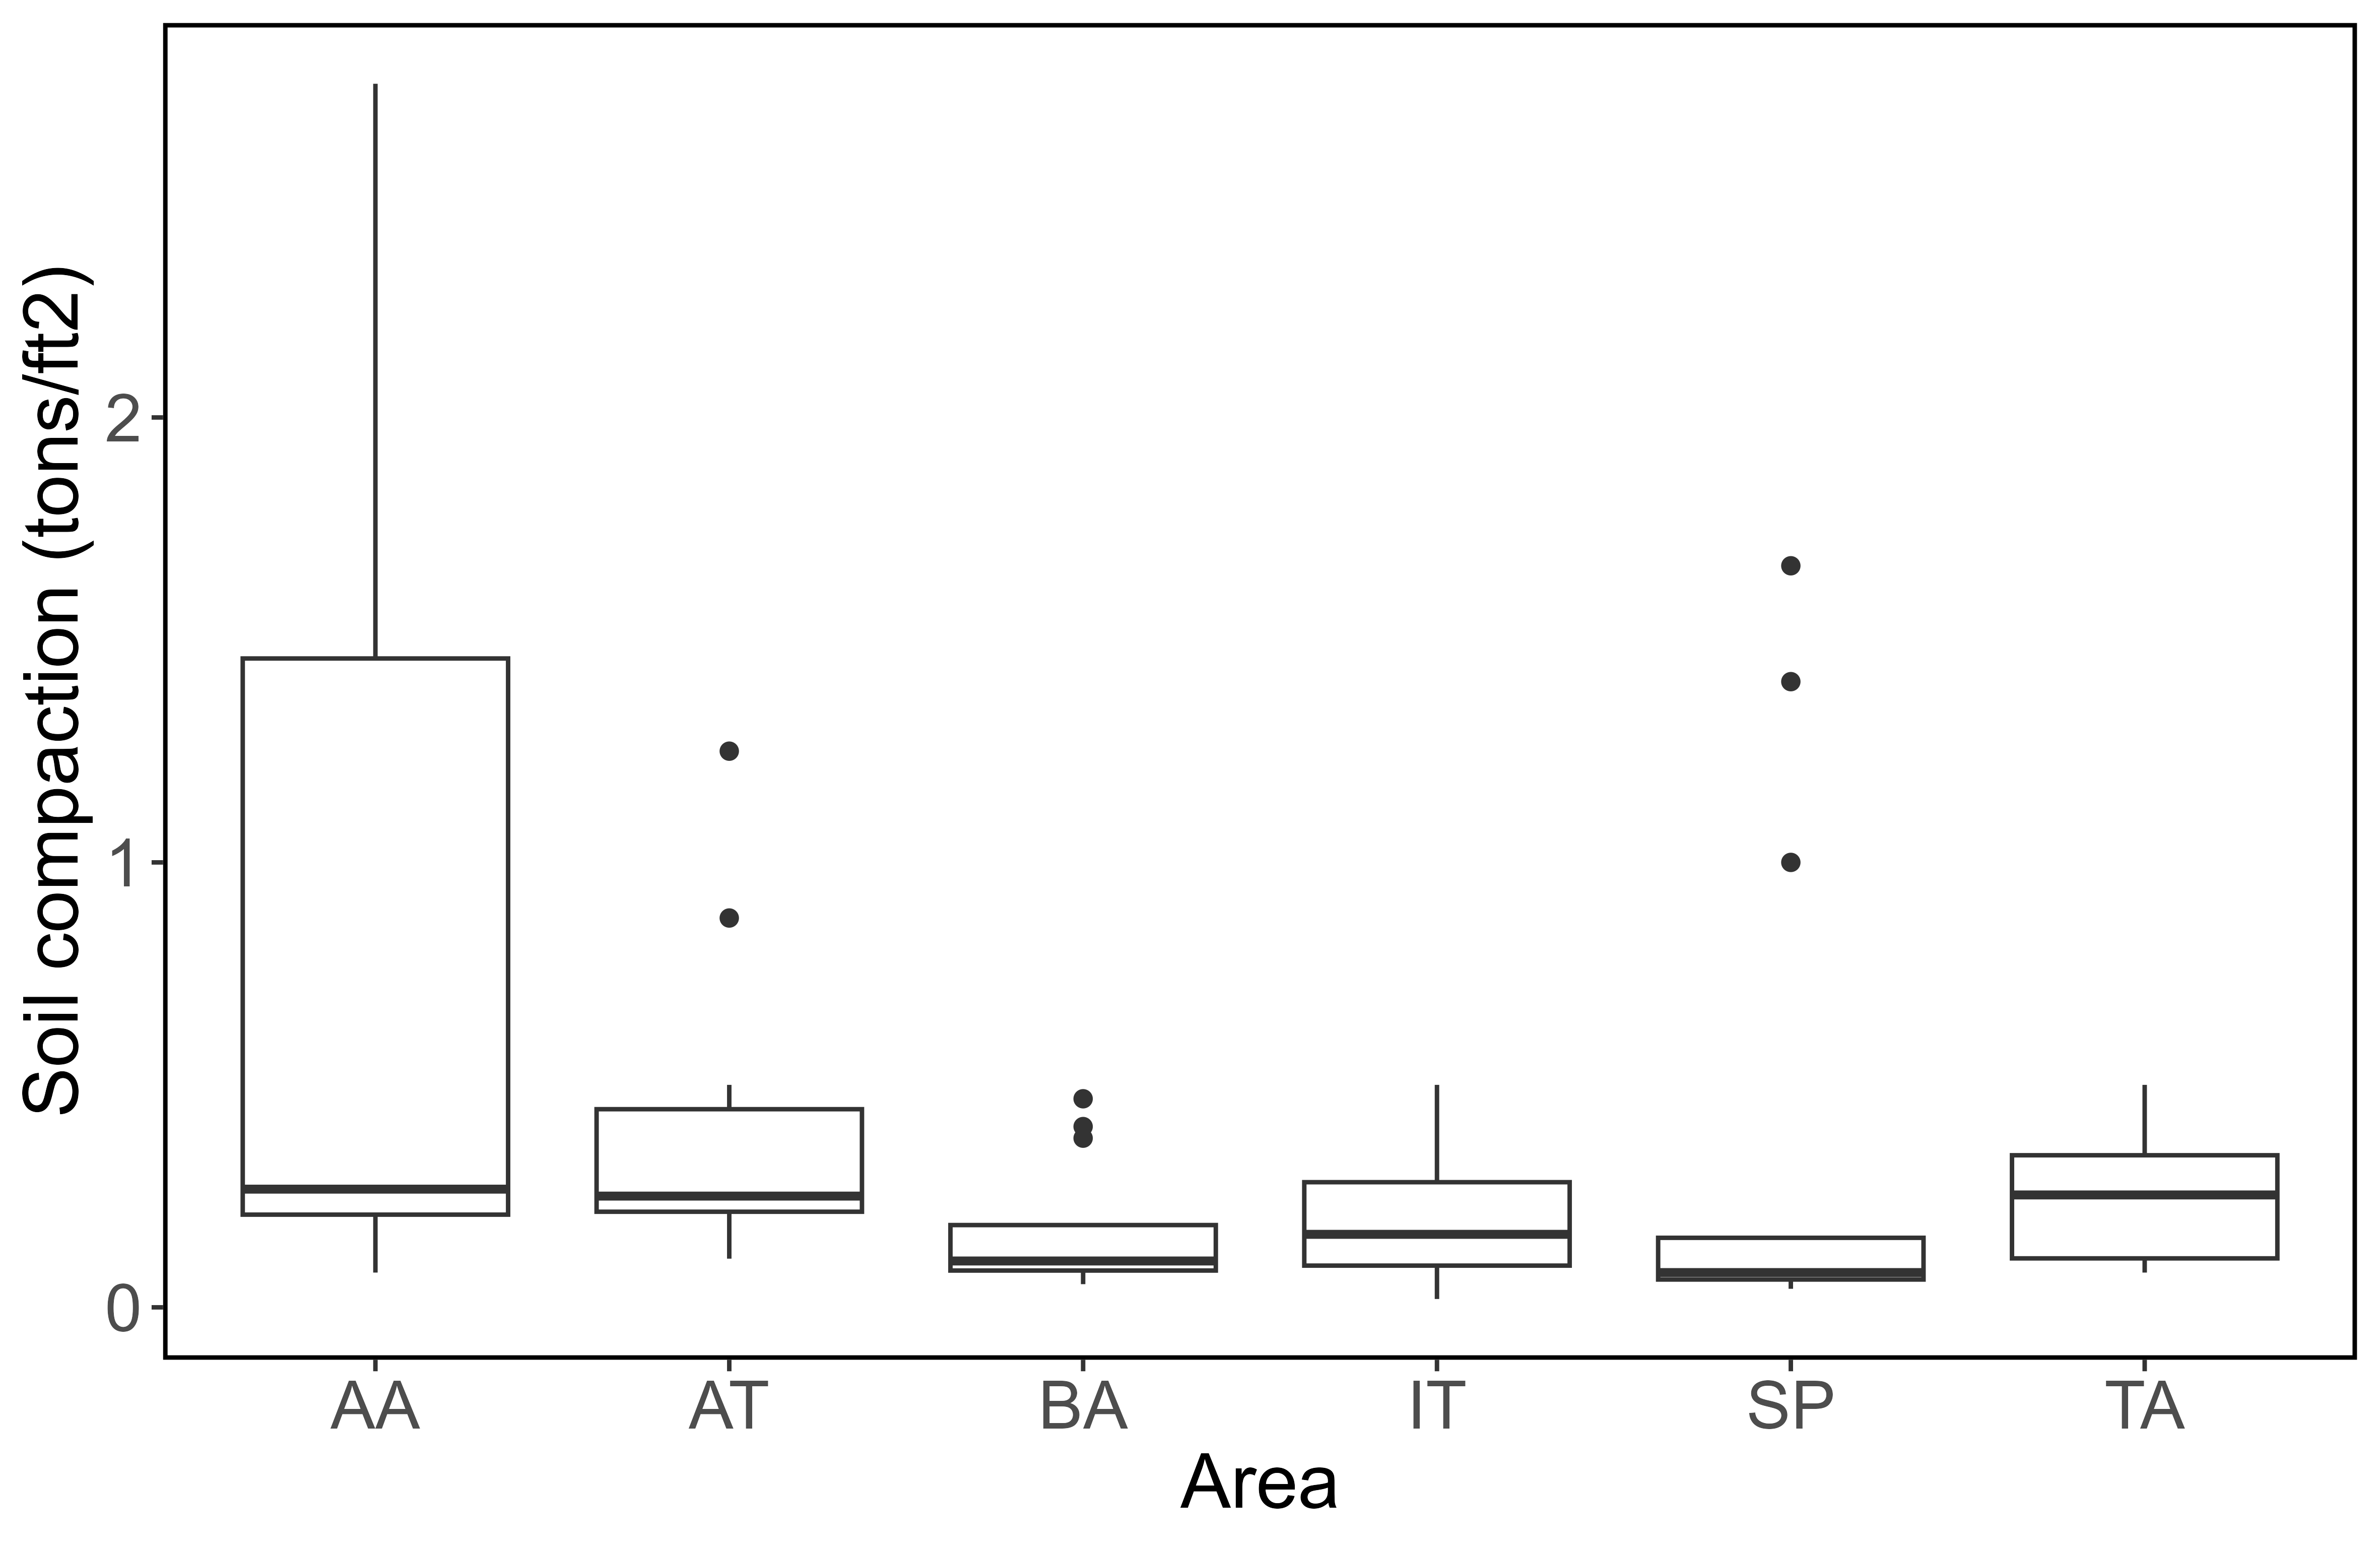 Soil compaction (tons/ft2)
2
1
0
AA AT BA IT SP TA
Area